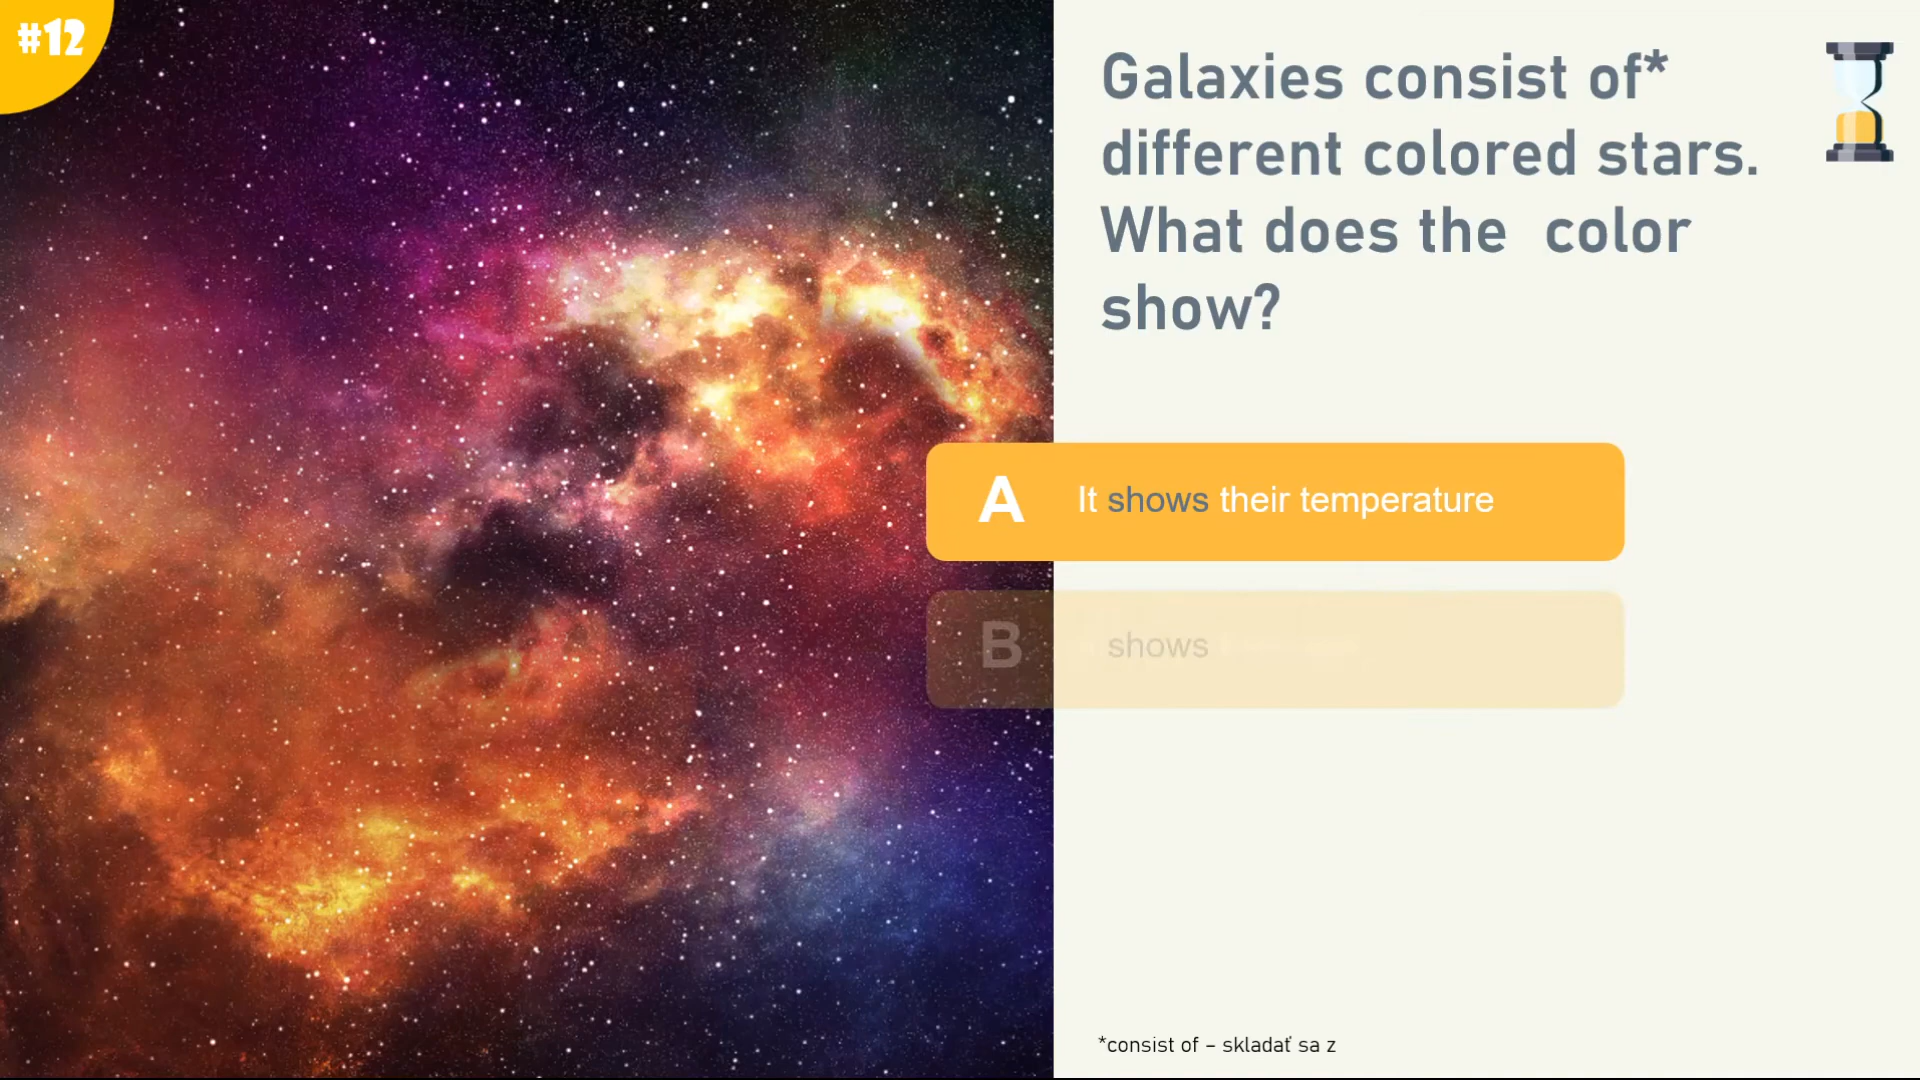 #12
Galaxies consist of*
different colored stars.
What does the color
show?
A It shows their temperature
B shows
*consist of – skladať sa z